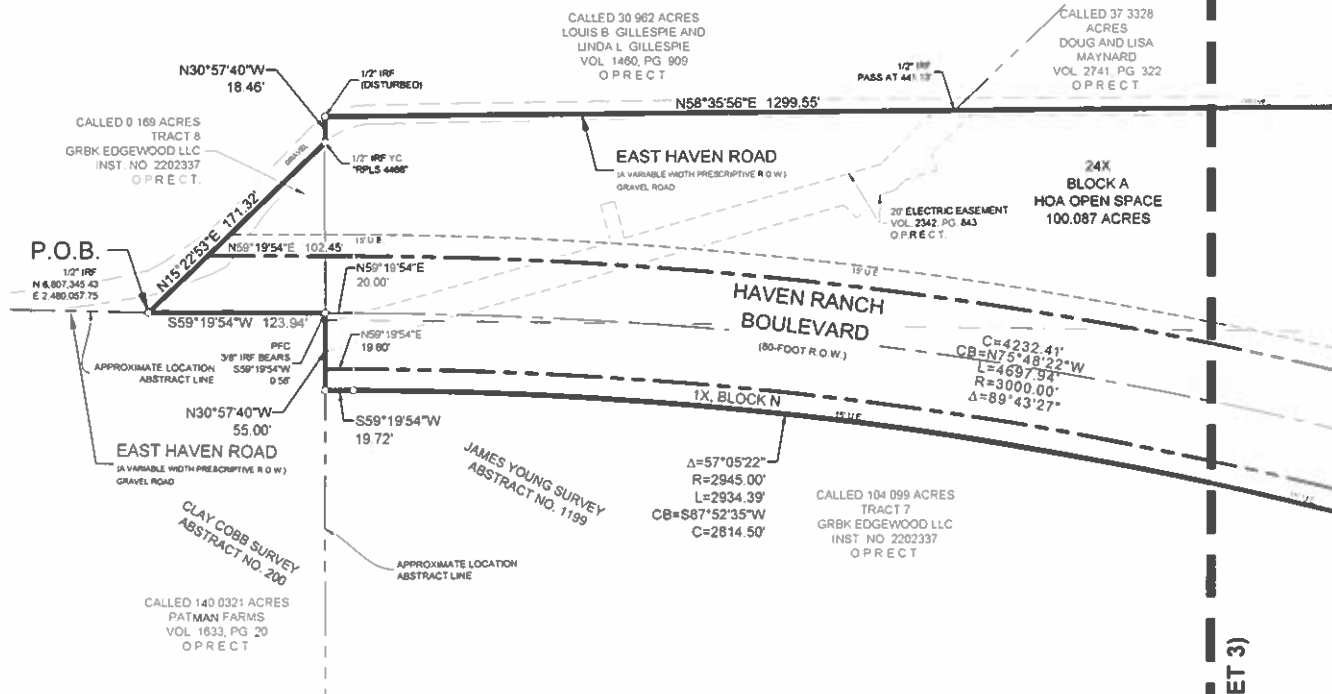 CALLED 30 962 ACRES
LOUIS B GILLESPIE AND
LINDA L GILLESPIE
VOL 1460, PG 909
OPRECT
CALLED 37 3328
ACRES
DOUG AND LISA
MAYNARD
VOL 2741, PG 322
OPRECT
N30°57'40"W
18.46'
1/2" IRF
(DISTURBED)
1/2" IRF
PASS AT
N58°35'56"E 1299.55'
CALLED 0 169 ACRES
TRACT 8
GRBK EDGEWOOD LLC
INST. NO 2202337
OPRECT.
GRAVEL
1/2" IRF YC
"RPLS 4466"
EAST HAVEN ROAD
(A VARIABLE WIDTH PRESCRIPTIVE R.O.W.)
GRAVEL ROAD
24X
BLOCK A
HOA OPEN SPACE
100.087 ACRES
20' ELECTRIC EASEMENT
VOL. 2342, PG. 843
O.P.R.E.C.T.
N15°22'53"E 171.32'
P.O.B.
1/2" IRF
N 6,807,345.43
E 2,480,057.75
15' U.E.
N59°19'54"E 102.45'
N59°19'54"E
20.00'
15' U.E
HAVEN RANCH
BOULEVARD
(80-FOOT R.O.W.)
S59°19'54"W 123.94'
PFC
3/8" IRF BEARS
S59°19'54"W
0.56'
N59°19'54"E
19.60'
C=4232.41'
CB=N75°48'22"W
L=4697.94'
R=3000.00'
Δ=89°43'27"
APPROXIMATE LOCATION
ABSTRACT LINE
1X, BLOCK N
15' U.E
15' U.E
N30°57'40"W
55.00'
S59°19'54"W
19.72'
EAST HAVEN ROAD
(A VARIABLE WIDTH PRESCRIPTIVE R.O.W.)
GRAVEL ROAD
JAMES YOUNG SURVEY
ABSTRACT NO. 1199
Δ=57°05'22"
R=2945.00'
L=2934.39'
CB=S87°52'35"W
C=2814.50'
CALLED 104 099 ACRES
TRACT 7
GRBK EDGEWOOD LLC
INST NO 2202337
OPRECT
CLAY COBB SURVEY
ABSTRACT NO. 200
APPROXIMATE LOCATION
ABSTRACT LINE
CALLED 140 0321 ACRES
PATMAN FARMS
VOL 1633, PG 20
OPRECT
ET 3)